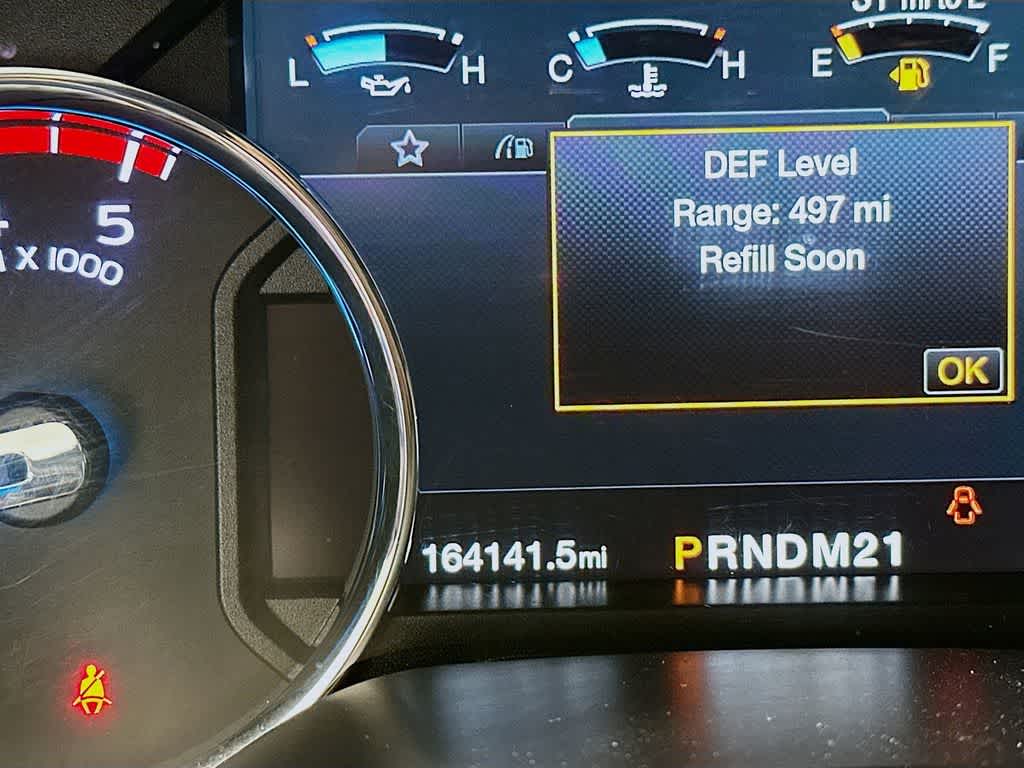 L H C H E F
5
X 1000
DEF Level
Range: 497 mi
Refill Soon
OK
164141.5mi
PRNDM21